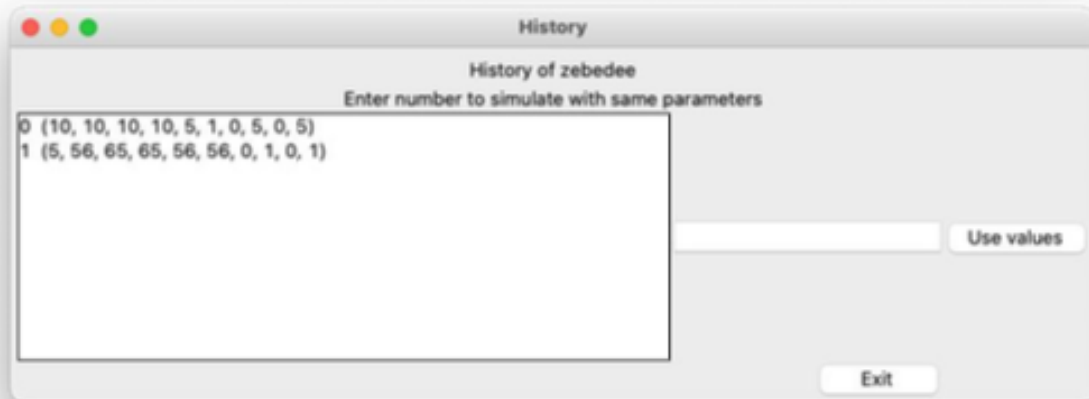 History
History of zebedee
Enter number to simulate with same parameters
0 (10, 10, 10, 10, 5, 1, 0, 5, 0, 5)
1 (5, 56, 65, 65, 56, 56, 0, 1, 0, 1)
Use values
Exit